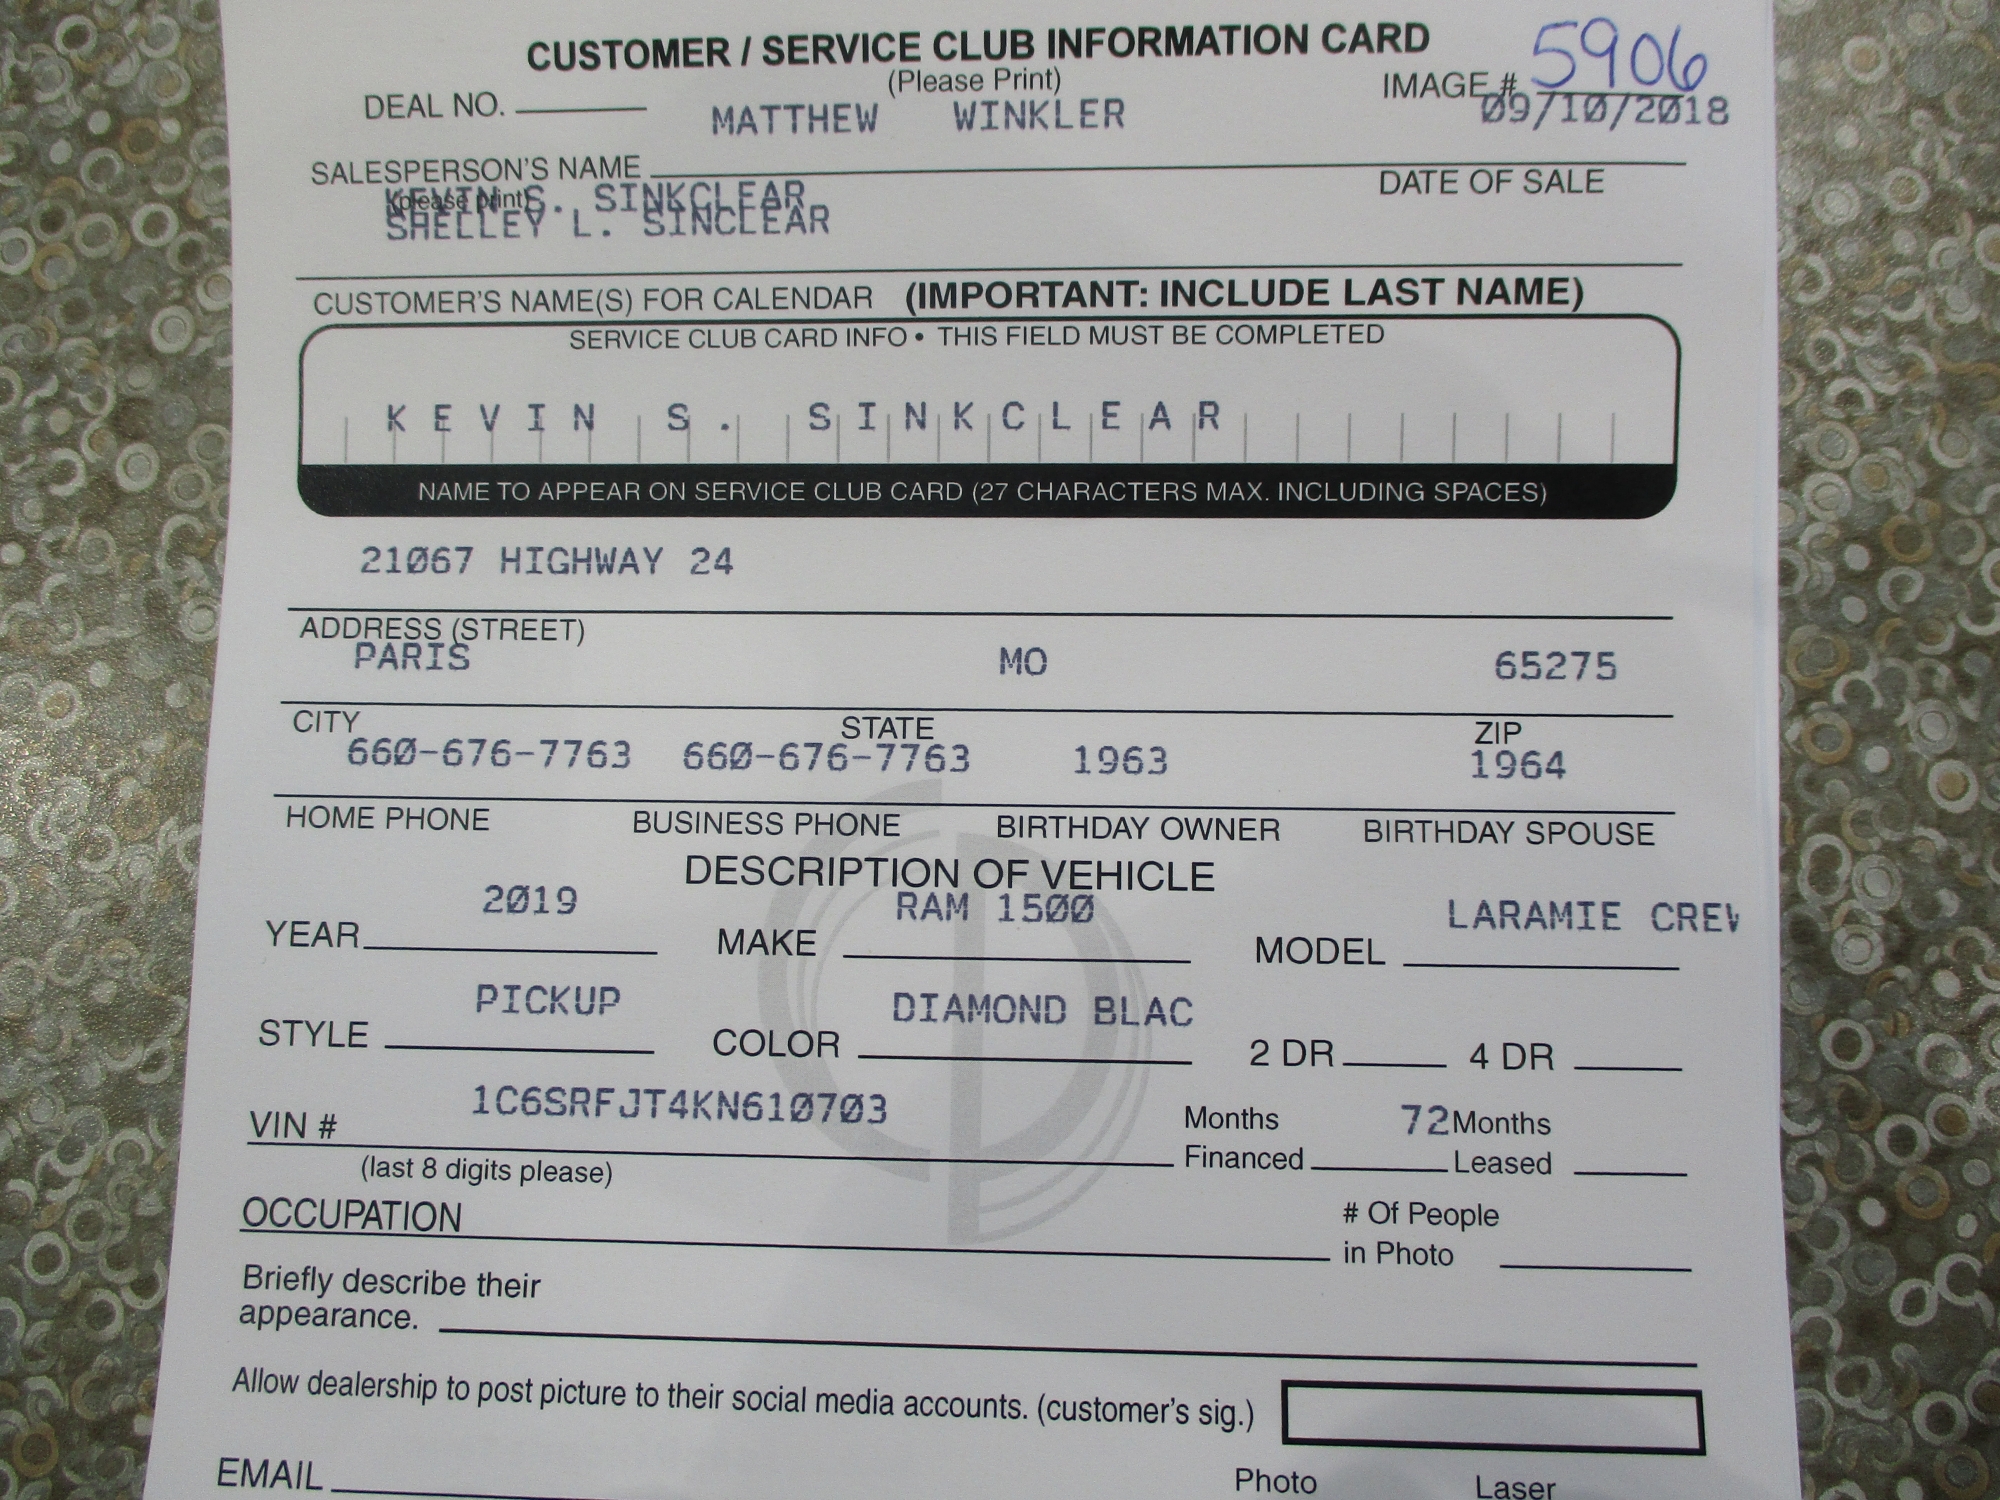 CUSTOMER / SERVICE CLUB INFORMATION CARD
(Please Print)
IMAGE # 5906
DEAL NO.
MATTHEW WINKLER
09/10/2018
SALESPERSON'S NAME
DATE OF SALE
(please print)
KEVIN S. SINKCLEAR
SHELLEY L. SINCLEAR
CUSTOMER'S NAME(S) FOR CALENDAR (IMPORTANT: INCLUDE LAST NAME)
SERVICE CLUB CARD INFO • THIS FIELD MUST BE COMPLETED
KEVIN S. SINKCLEAR
NAME TO APPEAR ON SERVICE CLUB CARD (27 CHARACTERS MAX. INCLUDING SPACES)
21067 HIGHWAY 24
ADDRESS (STREET)
PARIS MO 65275
CITY STATE ZIP
660-676-7763 660-676-7763 1963 1964
HOME PHONE BUSINESS PHONE BIRTHDAY OWNER BIRTHDAY SPOUSE
DESCRIPTION OF VEHICLE
2019 RAM 1500 LARAMIE CREW
YEAR MAKE MODEL
PICKUP DIAMOND BLAC
STYLE COLOR 2 DR 4 DR
1C6SRFJT4KN610703
VIN # Months 72 Months
(last 8 digits please) Financed Leased
OCCUPATION # Of People
in Photo
Briefly describe their
appearance.
Allow dealership to post picture to their social media accounts. (customer's sig.)
EMAIL Photo Laser